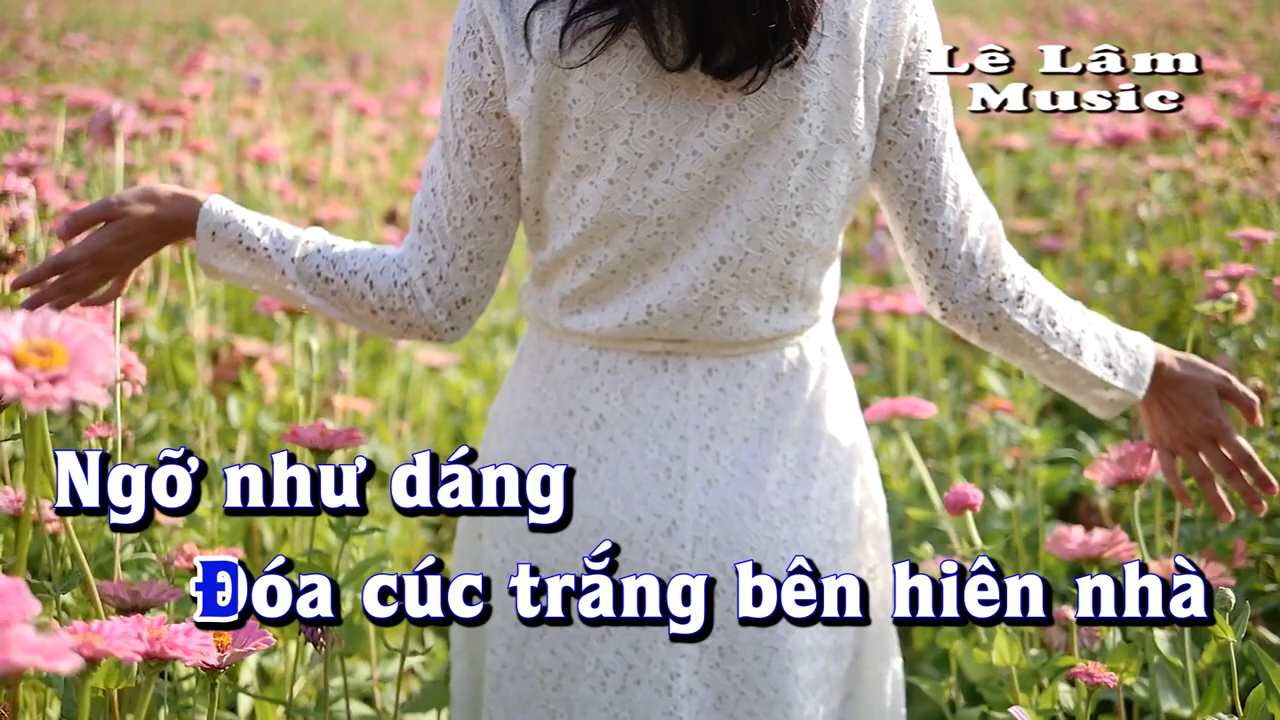 Lê Lâm
Music
Ngỡ như dáng
Đóa cúc trắng bên hiên nhà